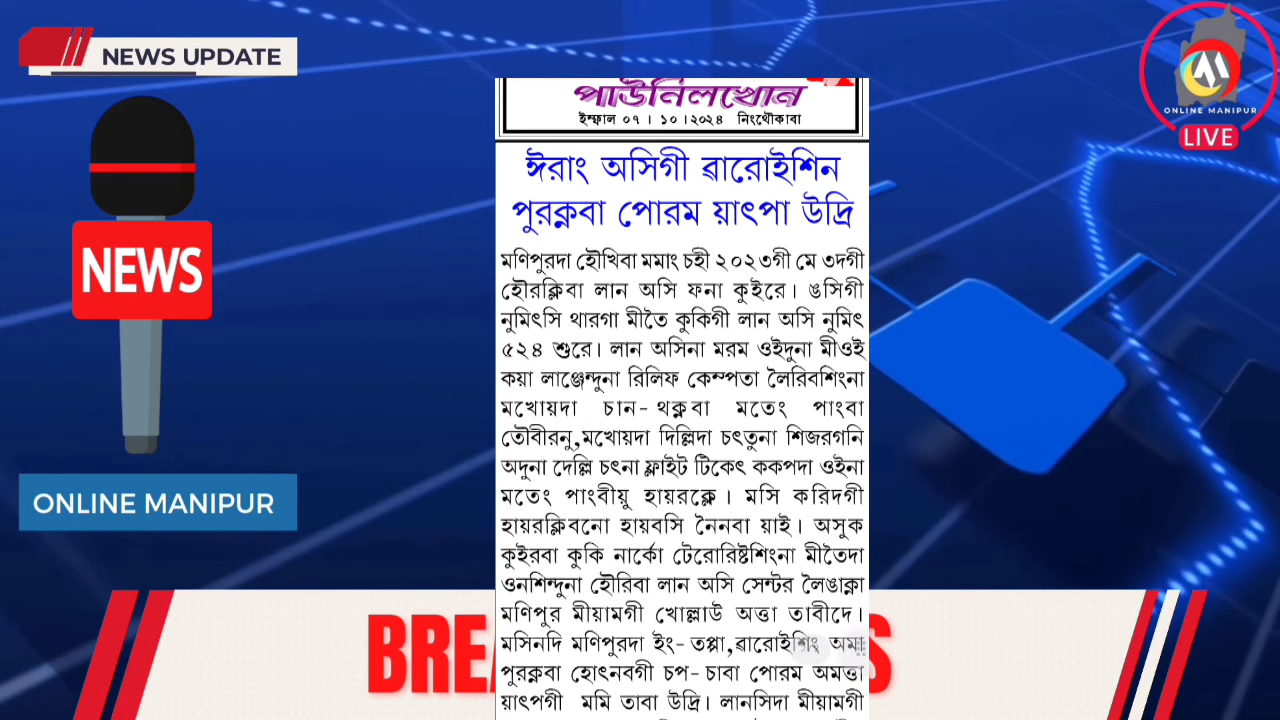 NEWS UPDATE
ONLINE MANIPUR
LIVE
NEWS
ONLINE MANIPUR
পাউনিলখোন
ইম্ফাল ০৭ । ১০ ।২০২৪ নিংথৌকাবা
ঈরাং অসিগী ৱারোইশিন
পুরক্লবা পোরম য়াৎপা উদ্রি
মণিপুরদা হৌখিবা মমাং চহী ২০২৩গী মে ৩দগী
হৌরক্লিবা লান অসি ফনা কুইরে। ঙসিগী
নুমিৎসি থারগা মীতৈ কুকিগী লান অসি নুমিৎ
৫২৪ শুরে। লান অসিনা মরম ওইদুনা মীওই
কয়া লাঞ্জেন্দুনা রিলিফ কেম্পতা লৈরিবশিংনা
মখোয়দা চান- থক্নবা মতেং পাংবা
তৌবীরনু,মখোয়দা দিল্লিদা চৎতুনা শিজরগনি
অদুনা দেল্লি চৎনা ফ্লাইট টিকেৎ ককপদা ওইনা
মতেং পাংবীয়ু হায়রক্লে। মসি করিদগী
হায়রক্লিবনো হায়বসি নৈনবা য়াই। অসুক
কুইরবা কুকি নার্কো টেরোরিষ্টশিংনা মীতৈদা
ওনশিন্দুনা হৌরিবা লান অসি সেন্টর লৈঙাক্না
মণিপুর মীয়ামগী খোল্লাউ অত্তা তাবীদে।
মসিনদি মণিপুরদা ইং- তপ্পা,ৱারোইশিং অমা
পুরক্নবা হোৎনবগী চপ- চাবা পোরম অমত্তা
য়াৎপগী মমি তাবা উদ্রি। লানসিদা মীয়ামগী